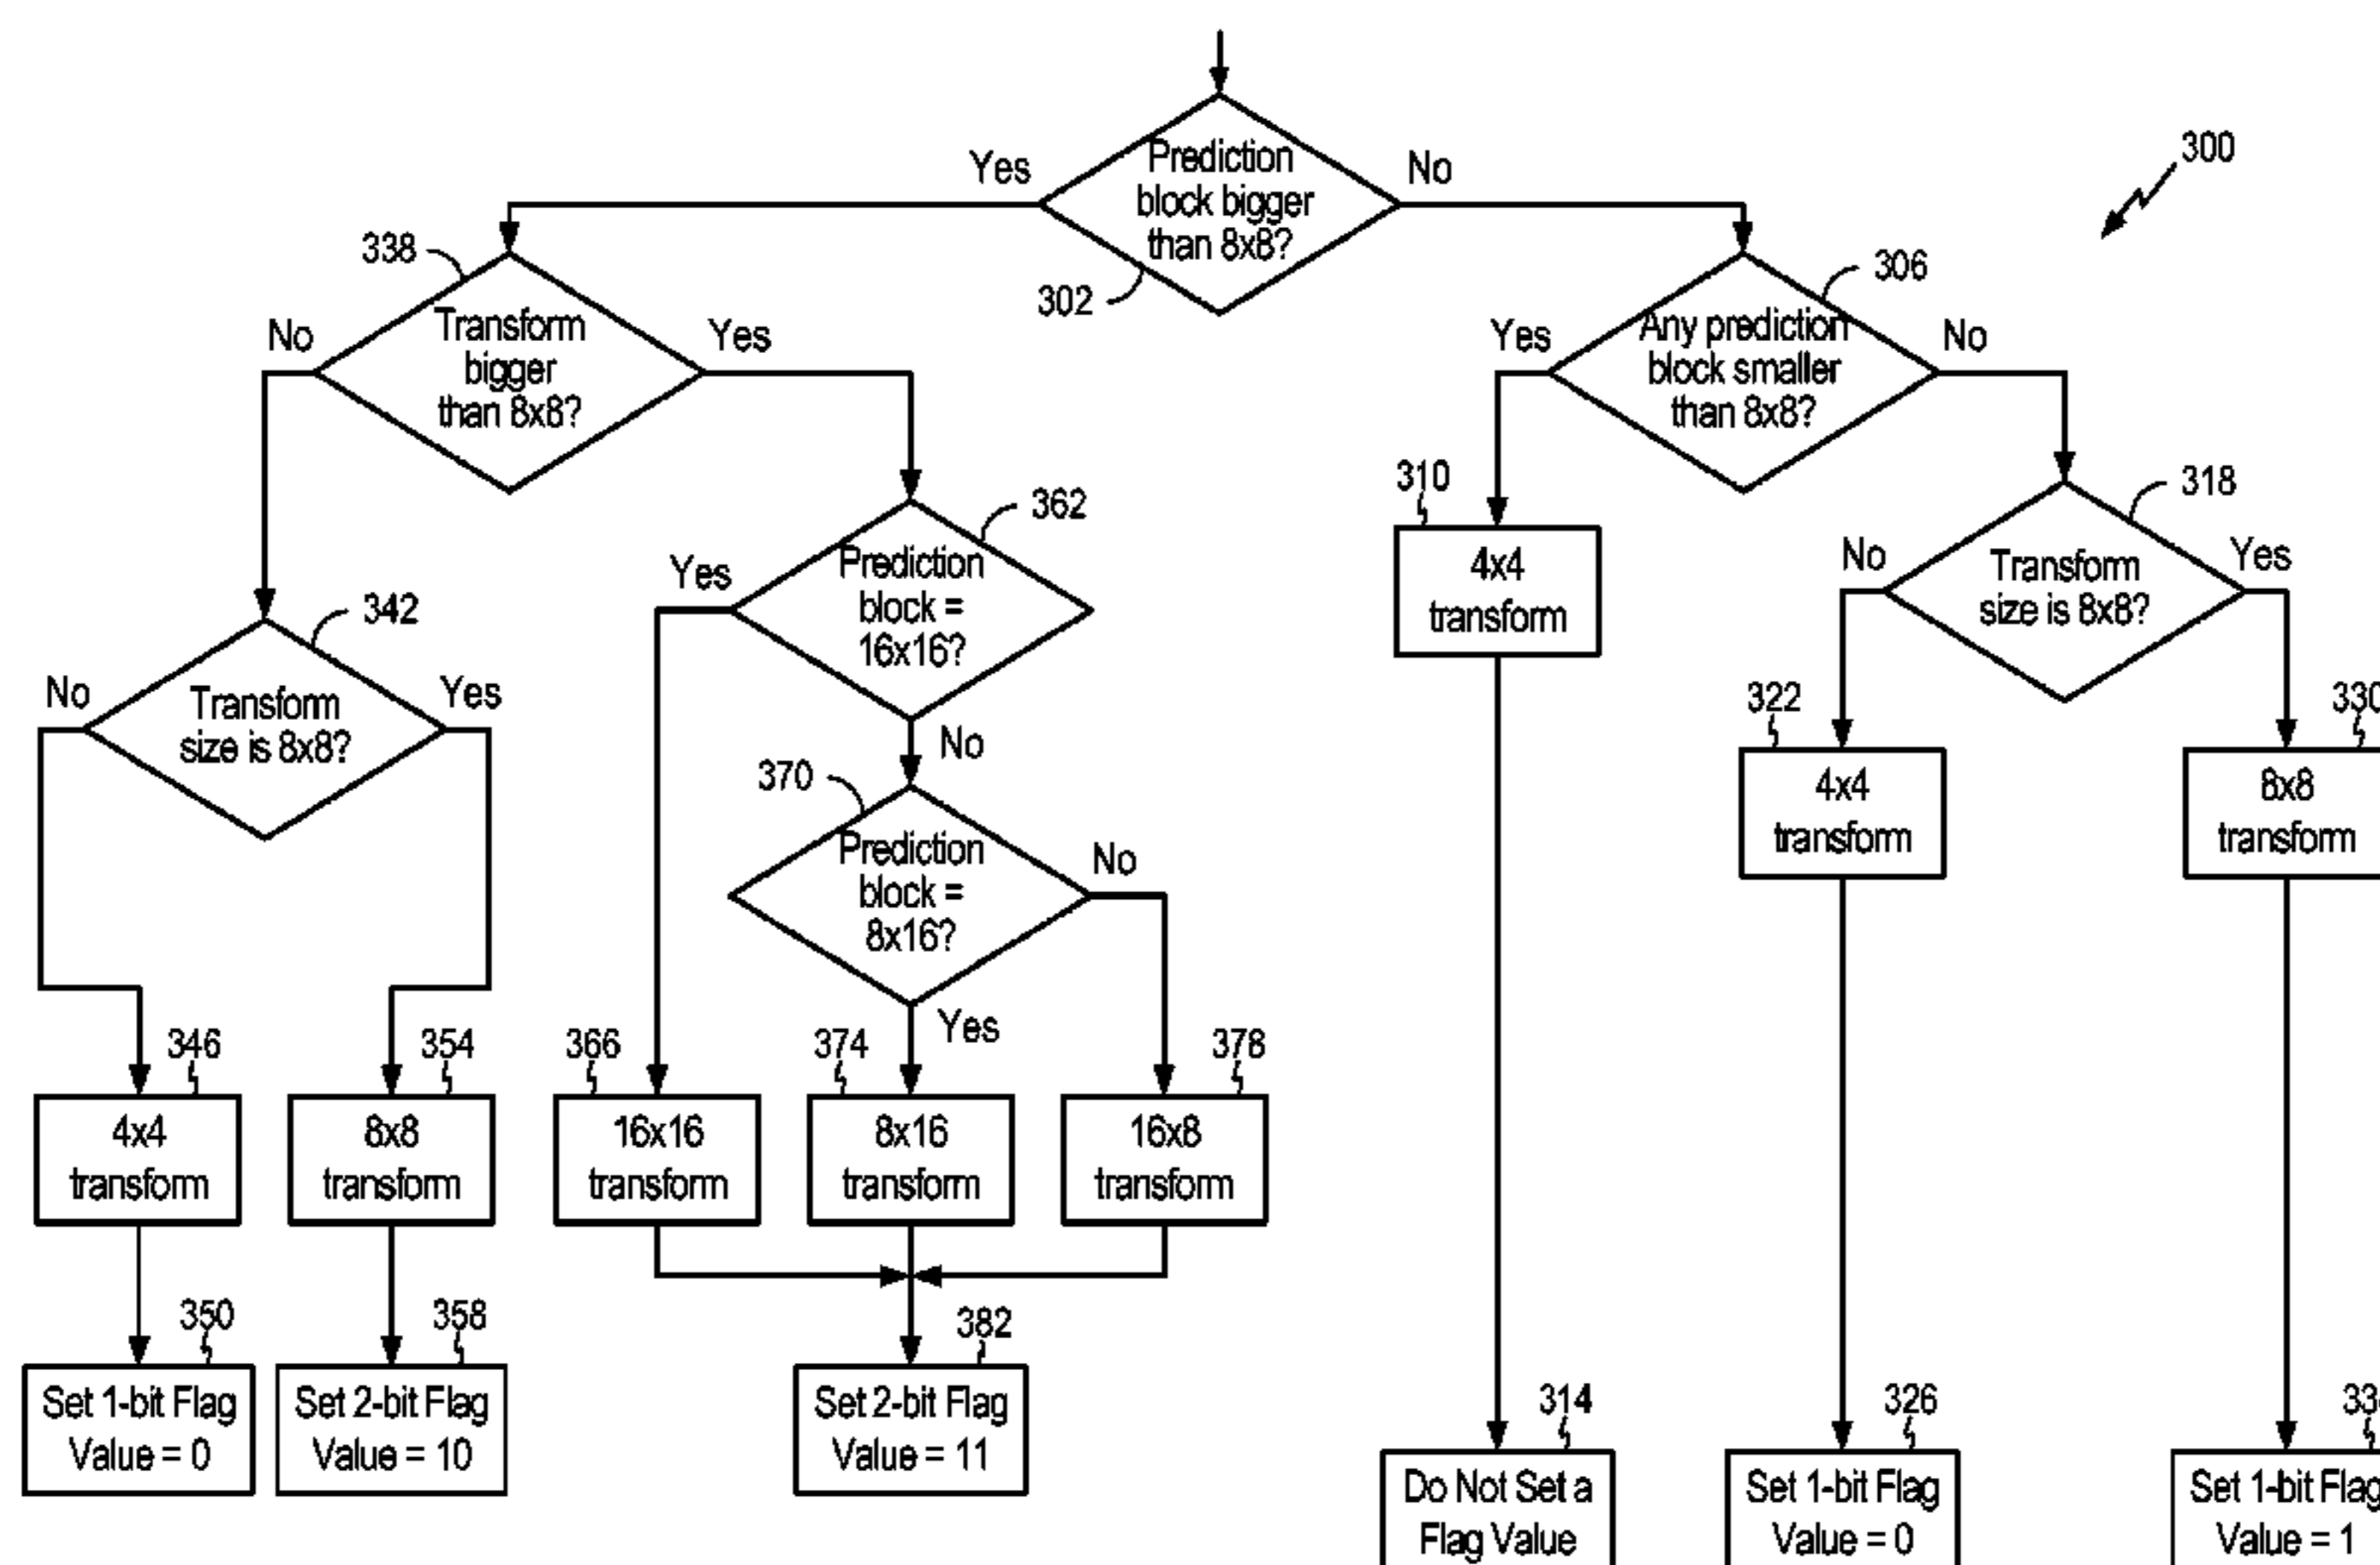 300
Yes
Prediction
block bigger
than 8x8?
No
302
338
No
Transform
bigger
than 8x8?
Yes
306
Yes
Any prediction
block smaller
than 8x8?
No
310
4x4
transform
318
No
Transform
size is 8x8?
Yes
362
Yes
Prediction
block =
16x16?
No
342
No
Transform
size is 8x8?
Yes
322
4x4
transform
330
8x8
transform
370
Prediction
block =
8x16?
No
Yes
346
4x4
transform
354
8x8
transform
366
16x16
transform
374
8x16
transform
378
16x8
transform
350
Set 1-bit Flag
Value = 0
358
Set 2-bit Flag
Value = 10
382
Set 2-bit Flag
Value = 11
314
Do Not Set a
Flag Value
326
Set 1-bit Flag
Value = 0
Set 1-bit Flag
Value = 1